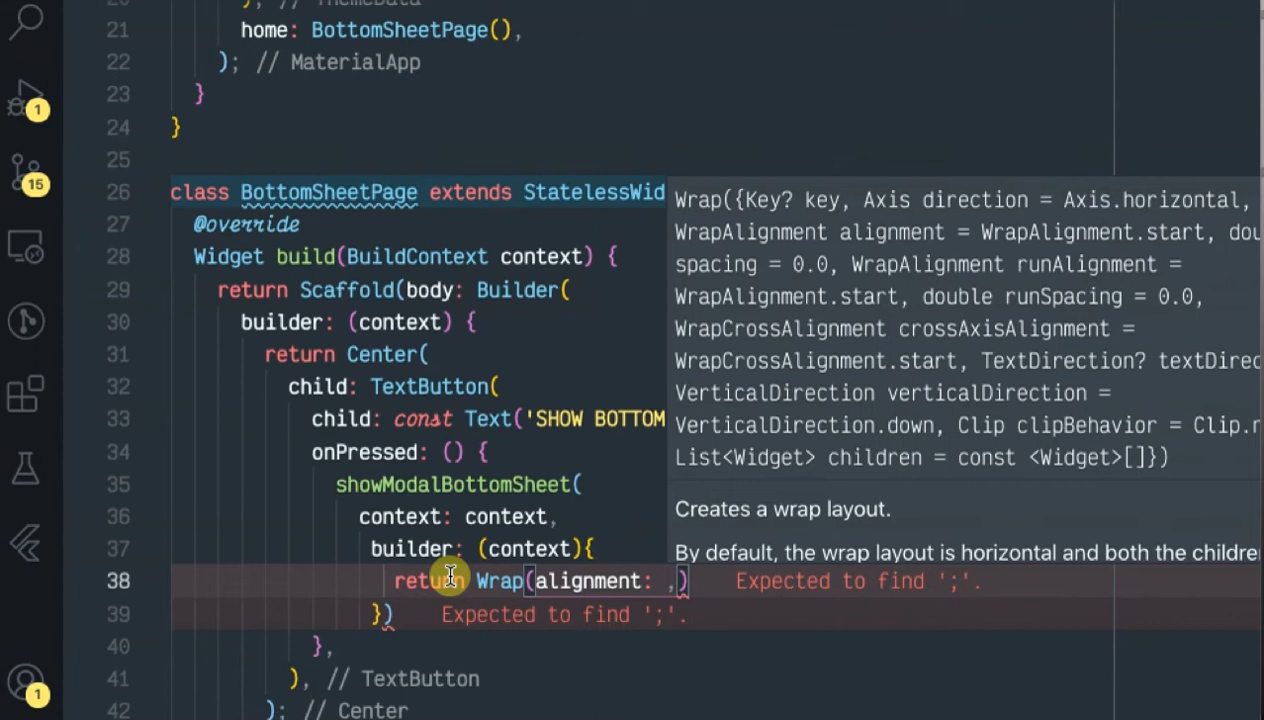 ), // ThemeData
21 home: BottomSheetPage(),
22 ); // MaterialApp
23 }
24 }
25
26 class BottomSheetPage extends StatelessWid
27 @override
28 Widget build(BuildContext context) {
29 return Scaffold(body: Builder(
30 builder: (context) {
31 return Center(
32 child: TextButton(
33 child: const Text('SHOW BOTTOM
34 onPressed: () {
35 showModalBottomSheet(
36 context: context,
37 builder: (context){
38 return Wrap(alignment: ,) Expected to find ';'.
39 }) Expected to find ';'.
40 },
41 ), // TextButton
42 ); // Center
Wrap({Key? key, Axis direction = Axis.horizontal,
WrapAlignment alignment = WrapAlignment.start, dou
spacing = 0.0, WrapAlignment runAlignment =
WrapAlignment.start, double runSpacing = 0.0,
WrapCrossAlignment crossAxisAlignment =
WrapCrossAlignment.start, TextDirection? textDirec
VerticalDirection verticalDirection =
VerticalDirection.down, Clip clipBehavior = Clip.n
List<Widget> children = const <Widget>[]})
Creates a wrap layout.
By default, the wrap layout is horizontal and both the children
1
15
1